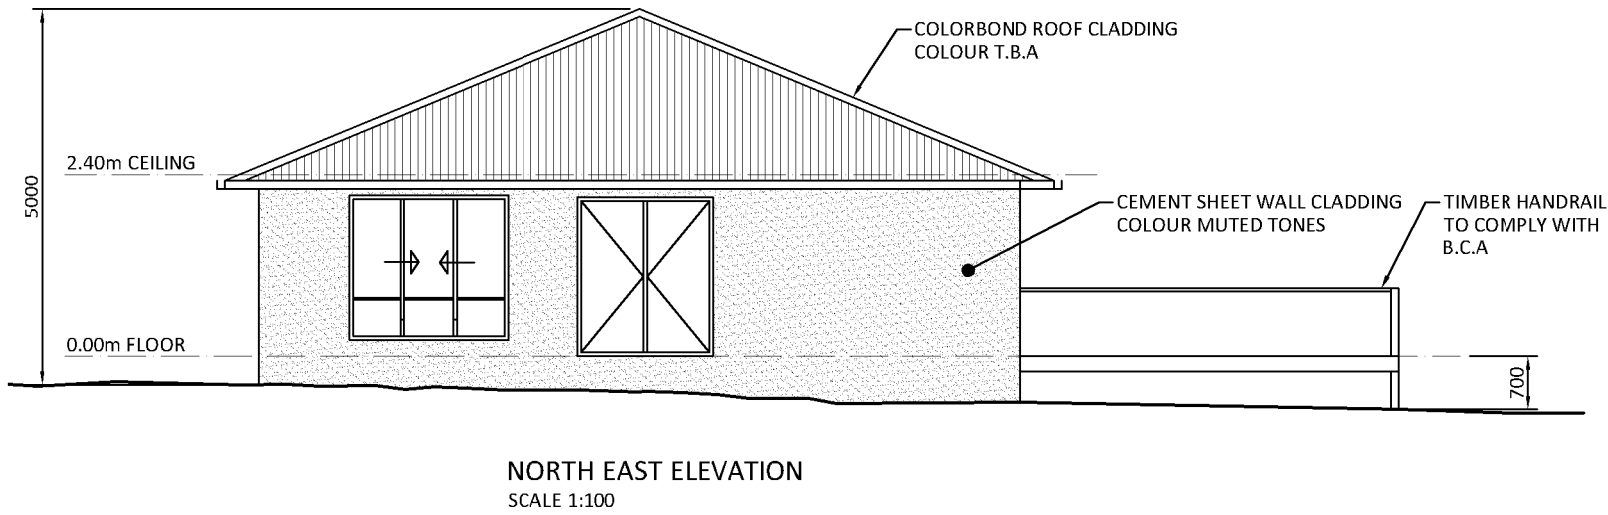 COLORBOND ROOF CLADDING
COLOUR T.B.A
2.40m CEILING
5000
CEMENT SHEET WALL CLADDING
COLOUR MUTED TONES
TIMBER HANDRAIL
TO COMPLY WITH
B.C.A
0.00m FLOOR
700
NORTH EAST ELEVATION
SCALE 1:100